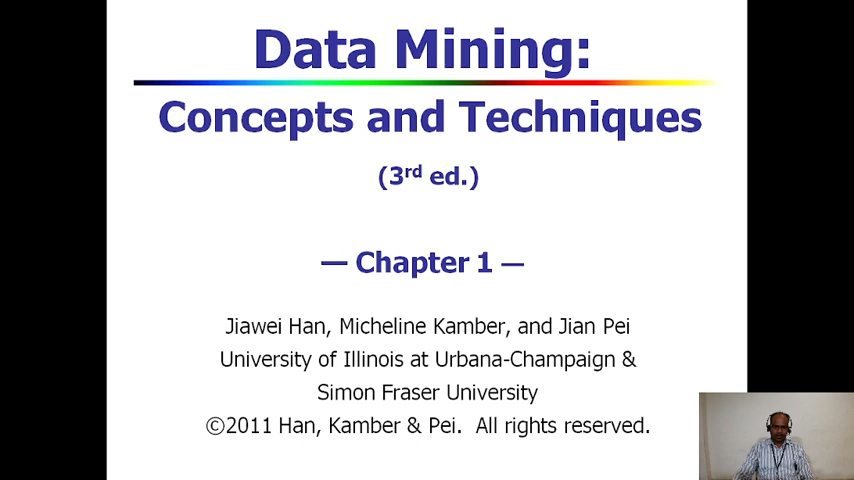 Data Mining:
Concepts and Techniques
(3rd ed.)
— Chapter 1 —
Jiawei Han, Micheline Kamber, and Jian Pei
University of Illinois at Urbana-Champaign &
Simon Fraser University
©2011 Han, Kamber & Pei.  All rights reserved.